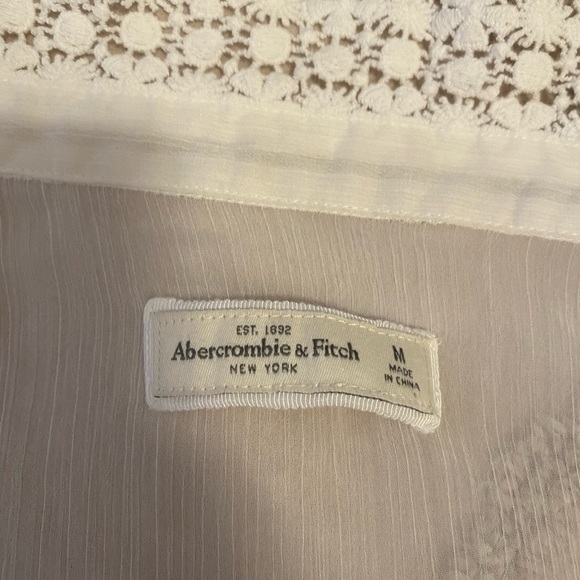 EST. 1892
Abercrombie & Fitch
NEW YORK
M
MADE
IN CHINA